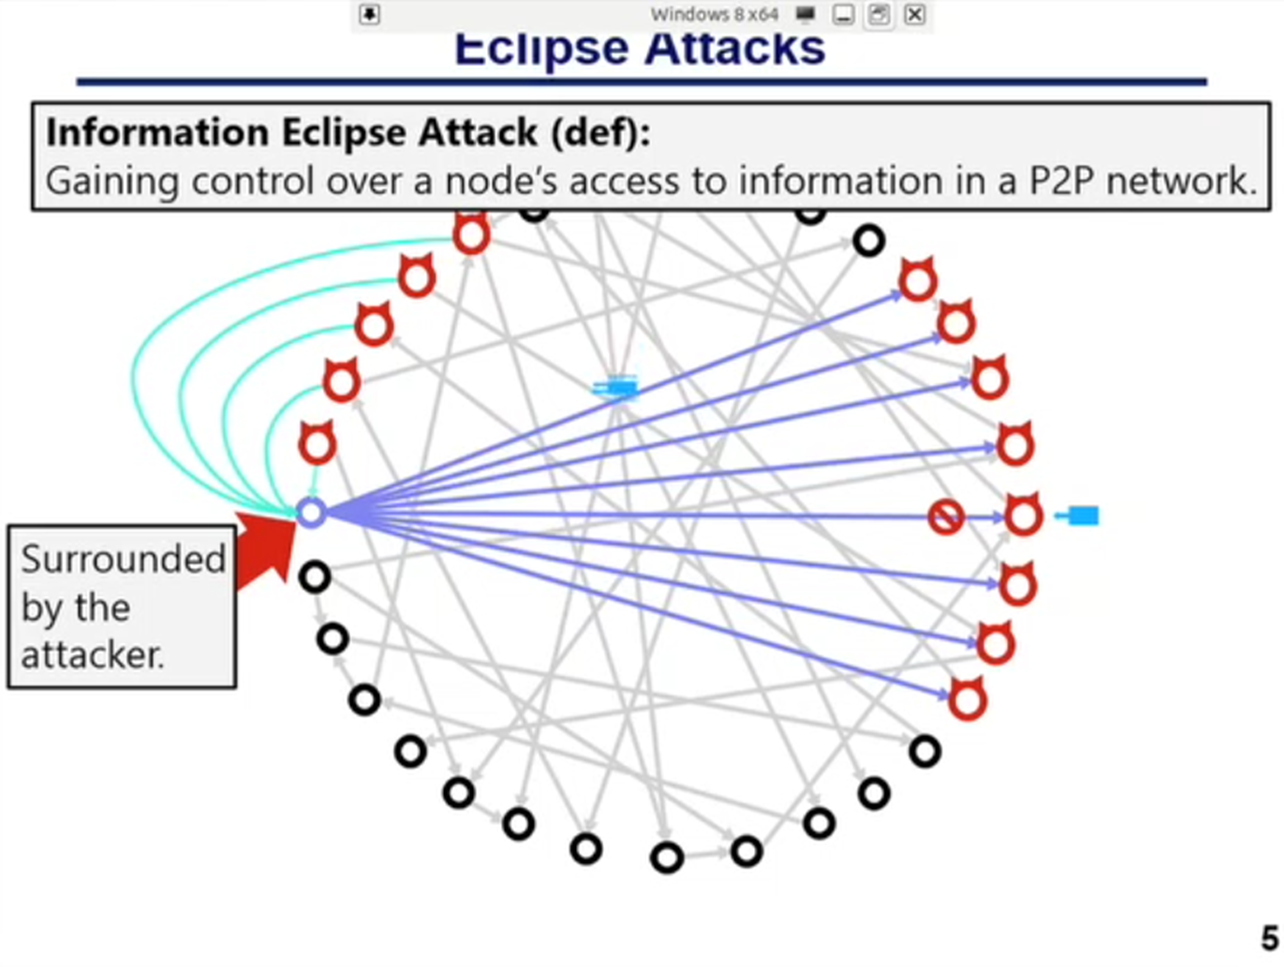 Windows 8 x64
Eclipse Attacks
Information Eclipse Attack (def):
Gaining control over a node's access to information in a P2P network.
Surrounded
by the
attacker.
5